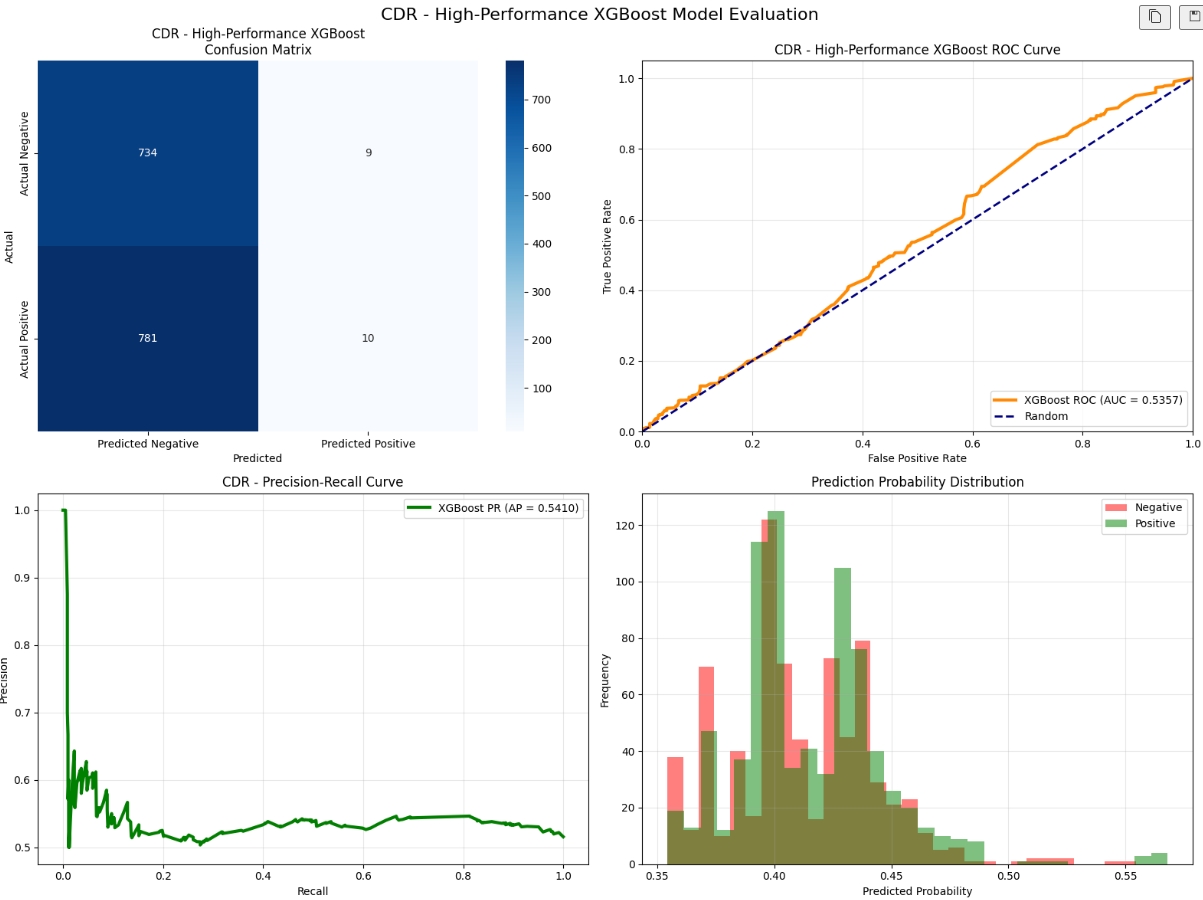 CDR - High-Performance XGBoost Model Evaluation
CDR - High-Performance XGBoost
Confusion Matrix
Actual Negative
Actual Positive
Actual
734
9
781
10
Predicted Negative
Predicted Positive
Predicted
700
600
500
400
300
200
100
CDR - High-Performance XGBoost ROC Curve
True Positive Rate
1.0
0.8
0.6
0.4
0.2
0.0
0.0 0.2 0.4 0.6 0.8 1.0
False Positive Rate
XGBoost ROC (AUC = 0.5357)
Random
CDR - Precision-Recall Curve
Precision
1.0
0.9
0.8
0.7
0.6
0.5
0.0 0.2 0.4 0.6 0.8 1.0
Recall
XGBoost PR (AP = 0.5410)
Prediction Probability Distribution
Frequency
120
100
80
60
40
20
0
0.35 0.40 0.45 0.50 0.55
Predicted Probability
Negative
Positive